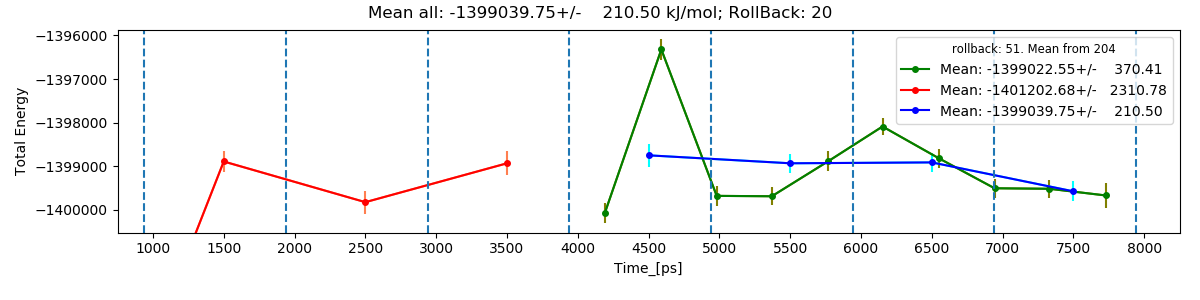 Mean all: -1399039.75+/-    210.50 kJ/mol; RollBack: 20
rollback: 51. Mean from 204
Mean: -1399022.55+/-    370.41
Mean: -1401202.68+/-   2310.78
Mean: -1399039.75+/-    210.50
Total Energy
−1396000
−1397000
−1398000
−1399000
−1400000
1000 1500 2000 2500 3000 3500 4000 4500 5000 5500 6000 6500 7000 7500 8000
Time_[ps]